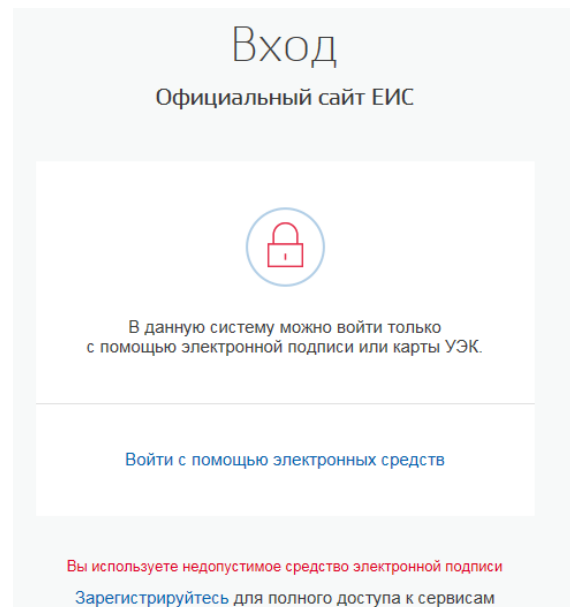 Вход
Официальный сайт ЕИС
В данную систему можно войти только
с помощью электронной подписи или карты УЭК.
Войти с помощью электронных средств
Вы используете недопустимое средство электронной подписи
Зарегистрируйтесь для полного доступа к сервисам